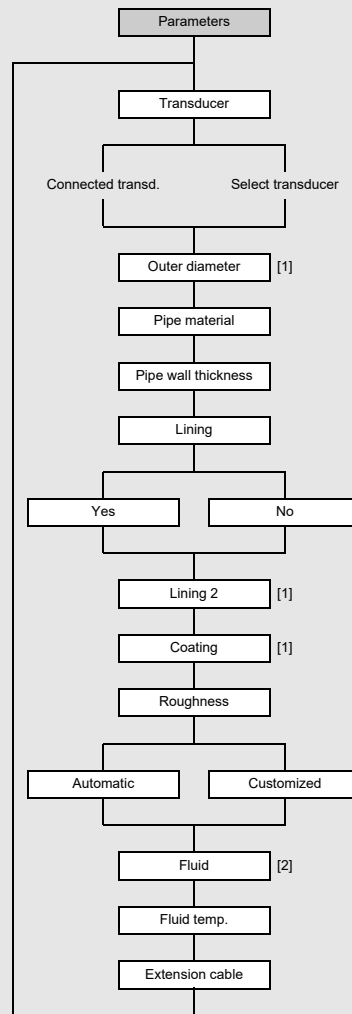 Parameters
Transducer
Connected transd.
Select transducer
Outer diameter [1]
Pipe material
Pipe wall thickness
Lining
Yes
No
Lining 2 [1]
Coating [1]
Roughness
Automatic
Customized
Fluid [2]
Fluid temp.
Extension cable